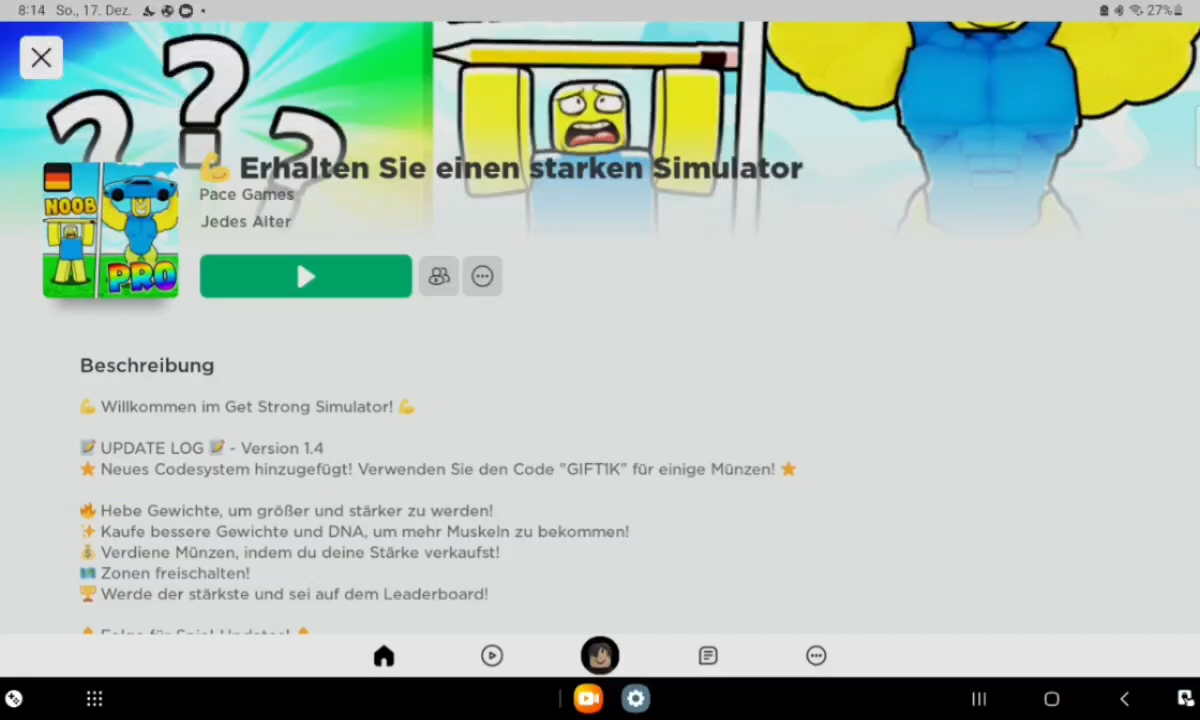 8:14 So., 17. Dez.
27%
💪 Erhalten Sie einen starken Simulator
Pace Games
Jedes Alter
NOOB
PRO
Beschreibung
💪 Willkommen im Get Strong Simulator! 💪
📝 UPDATE LOG 📝 - Version 1.4
⭐ Neues Codesystem hinzugefügt! Verwenden Sie den Code "GIFT1K" für einige Münzen! ⭐
🔥 Hebe Gewichte, um größer und stärker zu werden!
✨ Kaufe bessere Gewichte und DNA, um mehr Muskeln zu bekommen!
💰 Verdiene Münzen, indem du deine Stärke verkaufst!
🗺️ Zonen freischalten!
🏆 Werde der stärkste und sei auf dem Leaderboard!